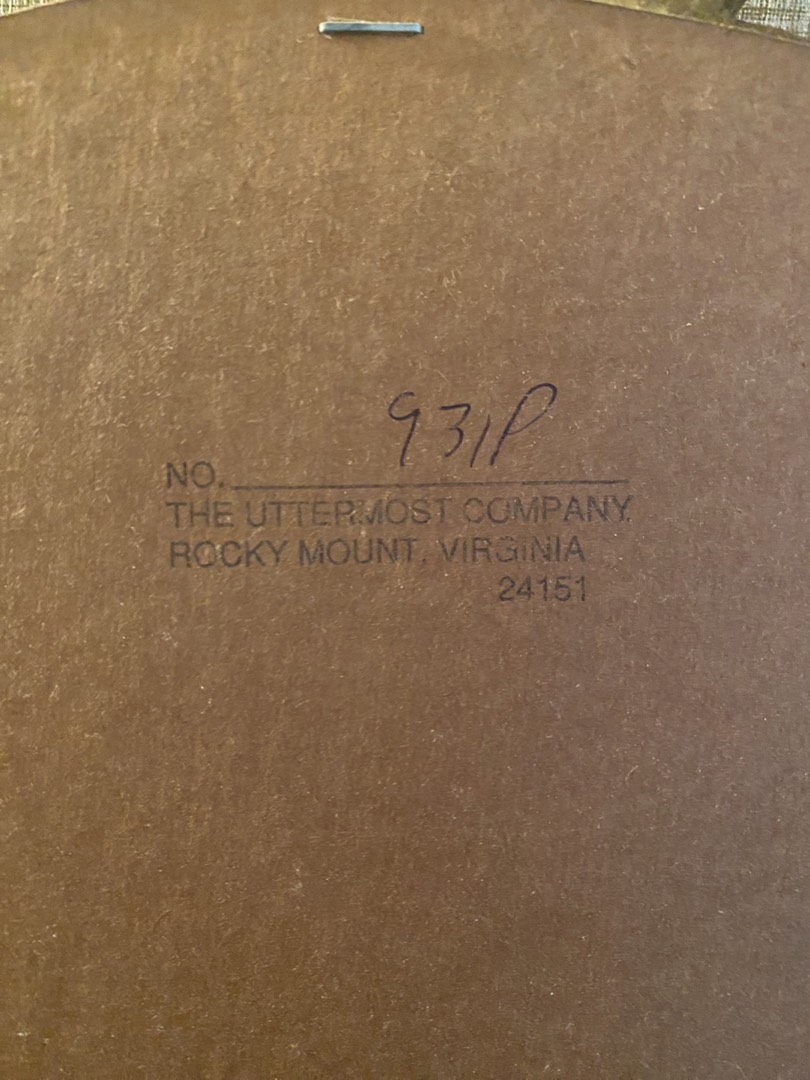 NO. 931P
THE UTTERMOST COMPANY
ROCKY MOUNT, VIRGINIA
24151